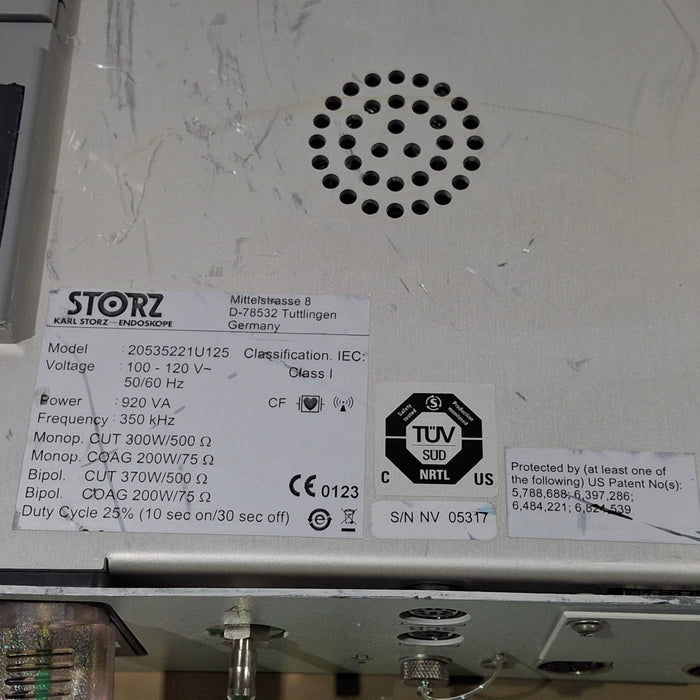 STORZ
KARL STORZ—ENDOSKOPE
Mittelstrasse 8
D-78532 Tuttlingen
Germany
Model : 20535221U125 Classification. IEC:
Voltage : 100 - 120 V~ Class I
50/60 Hz
Power : 920 VA CF
Frequency : 350 kHz
Monop. CUT 300W/500 Ω
Monop. COAG 200W/75 Ω
Bipol. CUT 370W/500 Ω
Bipol. COAG 200W/75 Ω
CE 0123
Duty Cycle 25% (10 sec on/30 sec off)
Safety tested
S
Production monitored
TÜV
SÜD
NRTL
C US
S/N NV 05317
Protected by (at least one of
the following) US Patent No(s):
5,788,688; 6,397,286;
6,484,221; 6,824,539